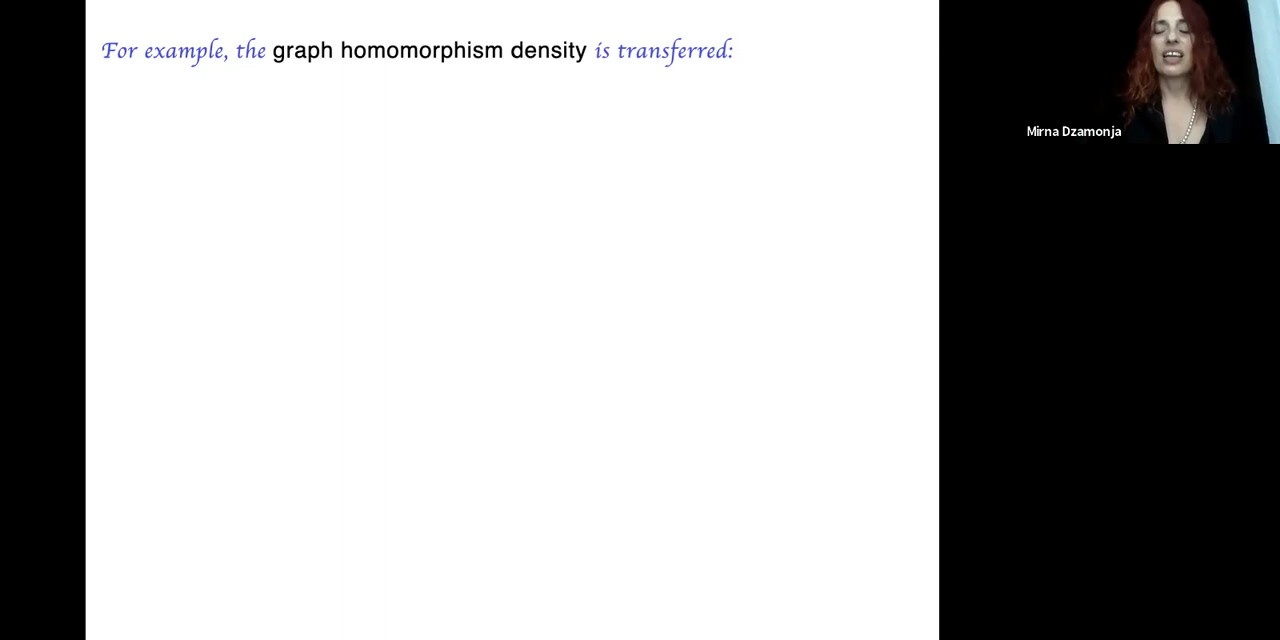 For example, the graph homomorphism density is transferred:
Mirna Dzamonja